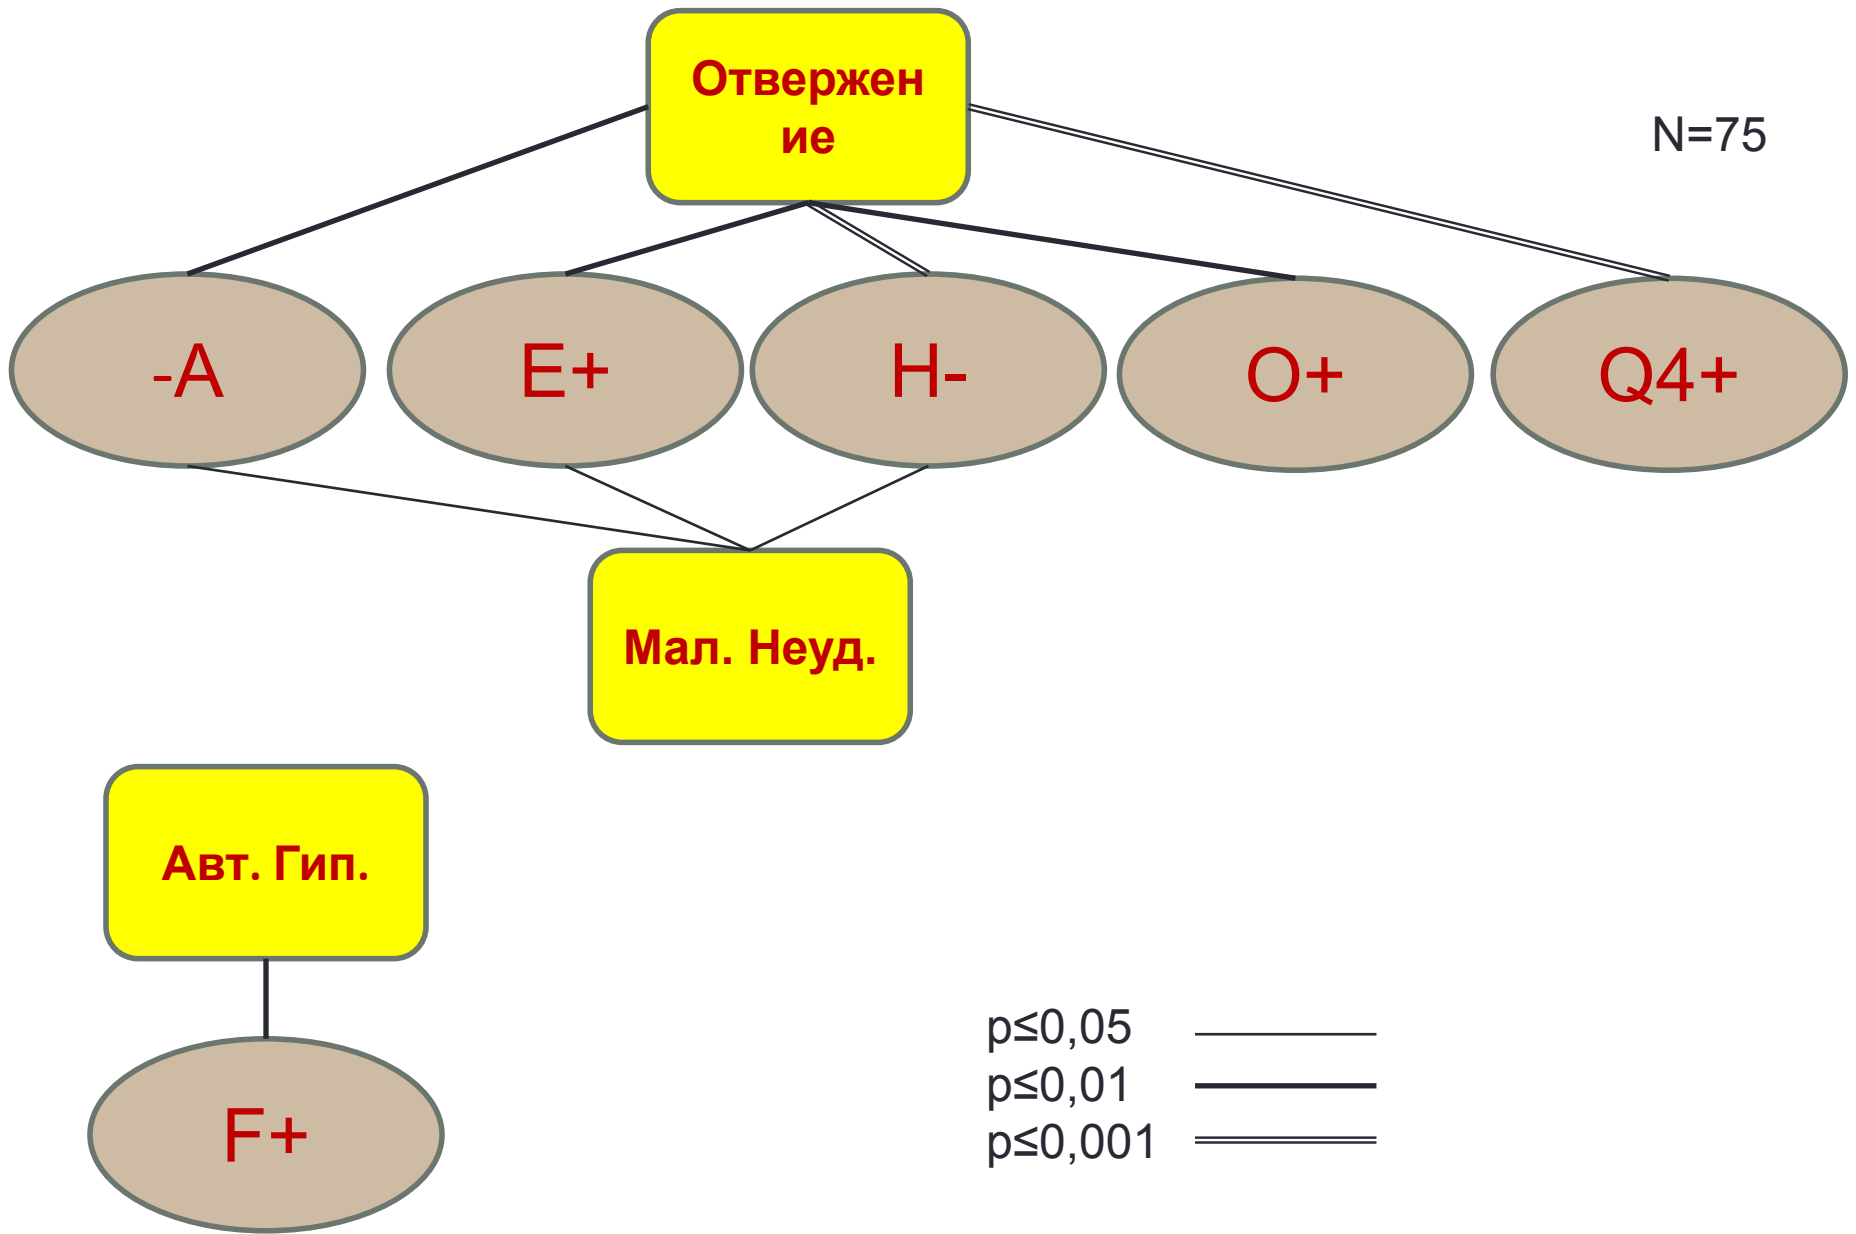 Отвержен
ие
N=75
-A
E+
H-
O+
Q4+
Мал. Неуд.
Авт. Гип.
F+
p≤0,05
p≤0,01
p≤0,001